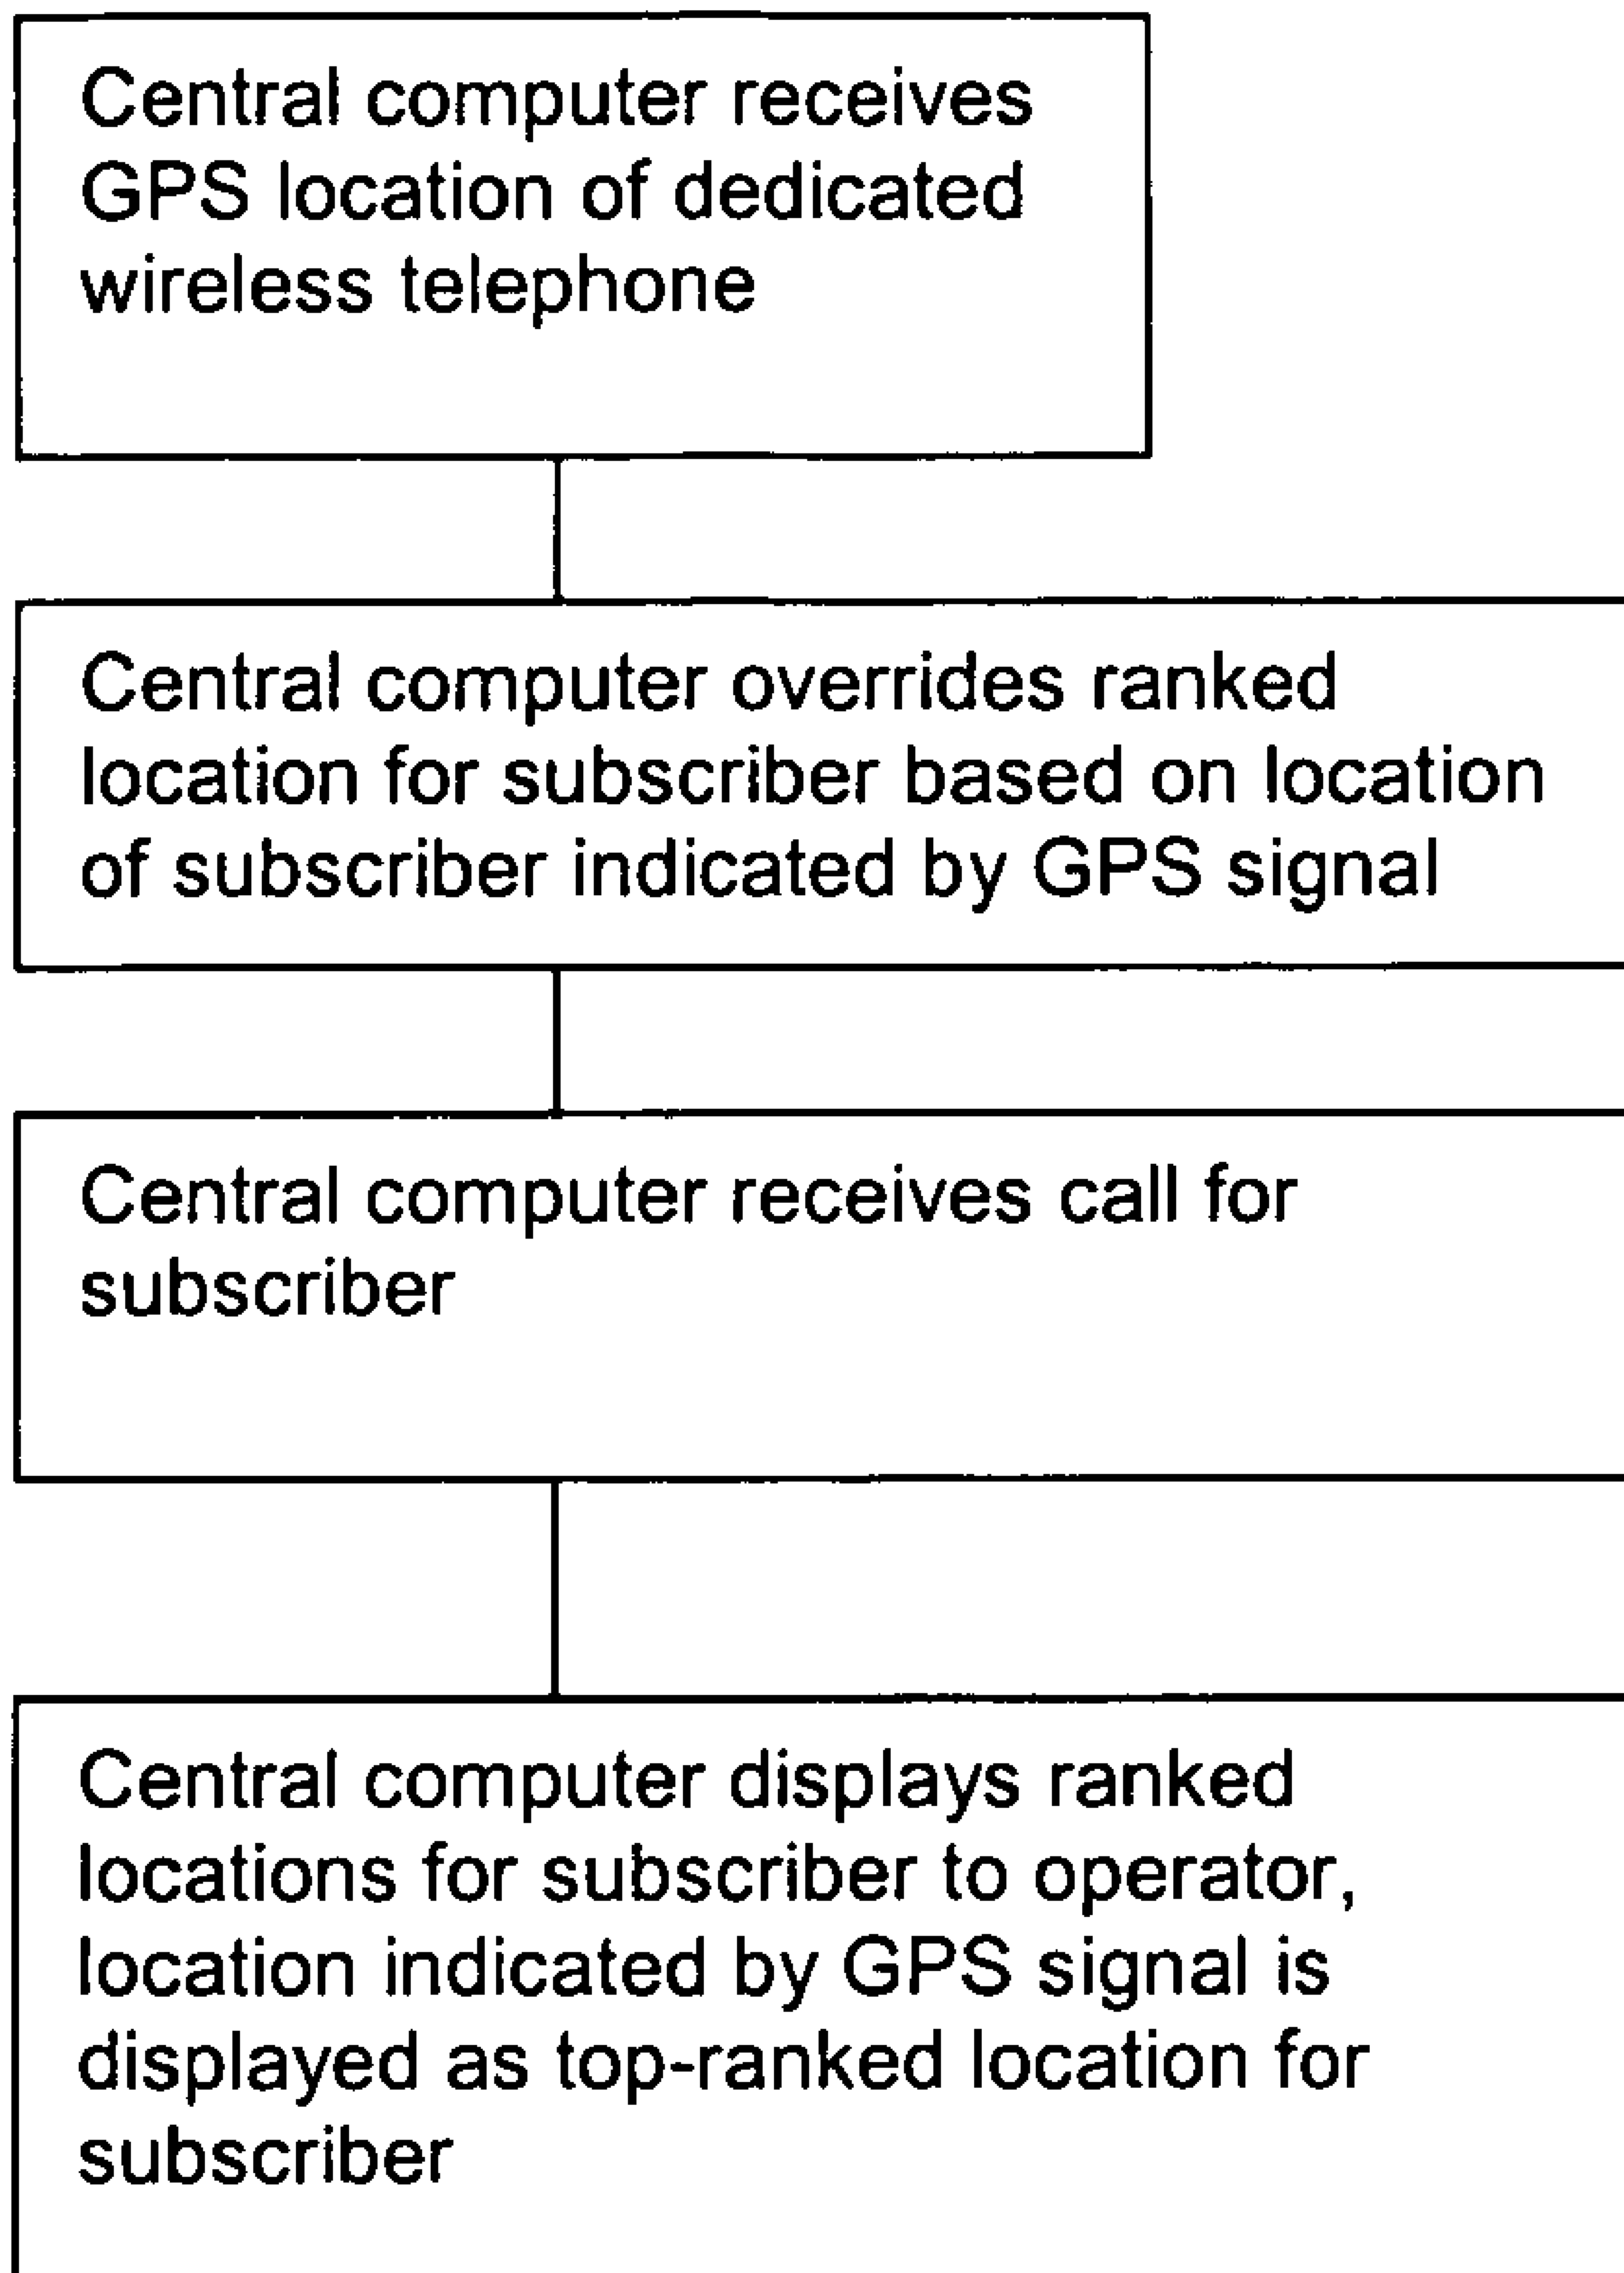 Central computer receives
GPS location of dedicated
wireless telephone
Central computer overrides ranked
location for subscriber based on location
of subscriber indicated by GPS signal
Central computer receives call for
subscriber
Central computer displays ranked
locations for subscriber to operator,
location indicated by GPS signal is
displayed as top-ranked location for
subscriber